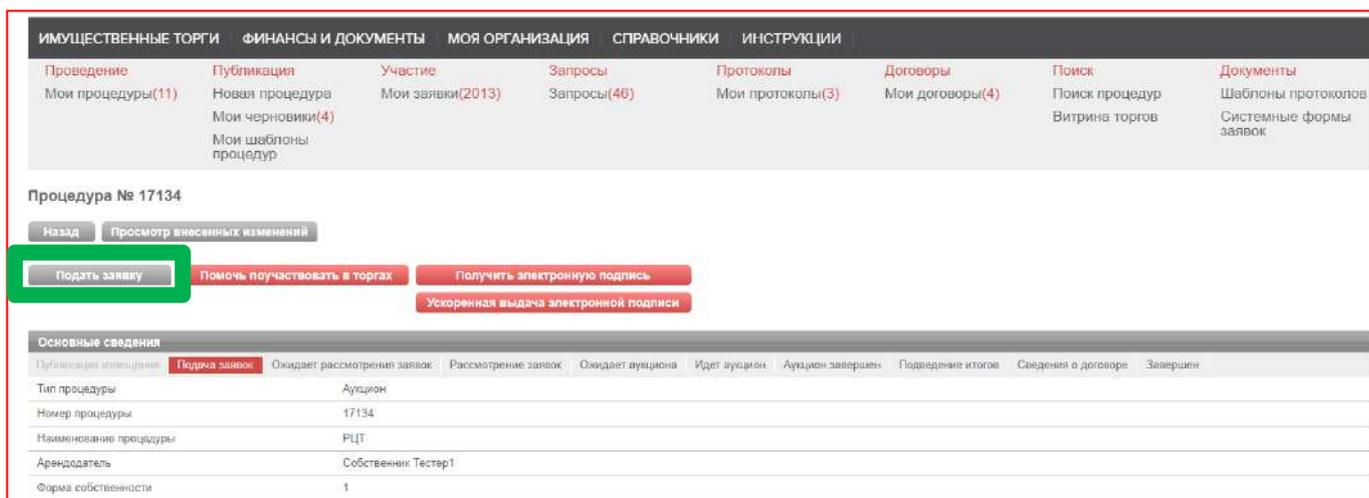 ИМУЩЕСТВЕННЫЕ ТОРГИ ФИНАНСЫ И ДОКУМЕНТЫ МОЯ ОРГАНИЗАЦИЯ СПРАВОЧНИКИ ИНСТРУКЦИИ
Проведение Публикация Участие Запросы Протоколы Договоры Поиск Документы
Мои процедуры(11) Новая процедура Мои заявки(2013) Запросы(46) Мои протоколы(3) Мои договоры(4) Поиск процедур Шаблоны протоколов
Мои черновики(4) Витрина торгов Системные формы
Мои шаблоны заявок
процедур
Процедура № 17134
Назад Просмотр внесенных изменений
Подать заявку Помочь поучаствовать в торгах Получить электронную подпись
Ускоренная выдача электронной подписи
Основные сведения
Публикация извещения Подача заявок Ожидает рассмотрения заявок Рассмотрение заявок Ожидает аукциона Идет аукцион Аукцион завершен Подведение итогов Сведения о договоре Завершен
Тип процедуры Аукцион
Номер процедуры 17134
Наименование процедуры РЦТ
Арендодатель Собственник Тестер1
Форма собственности 1